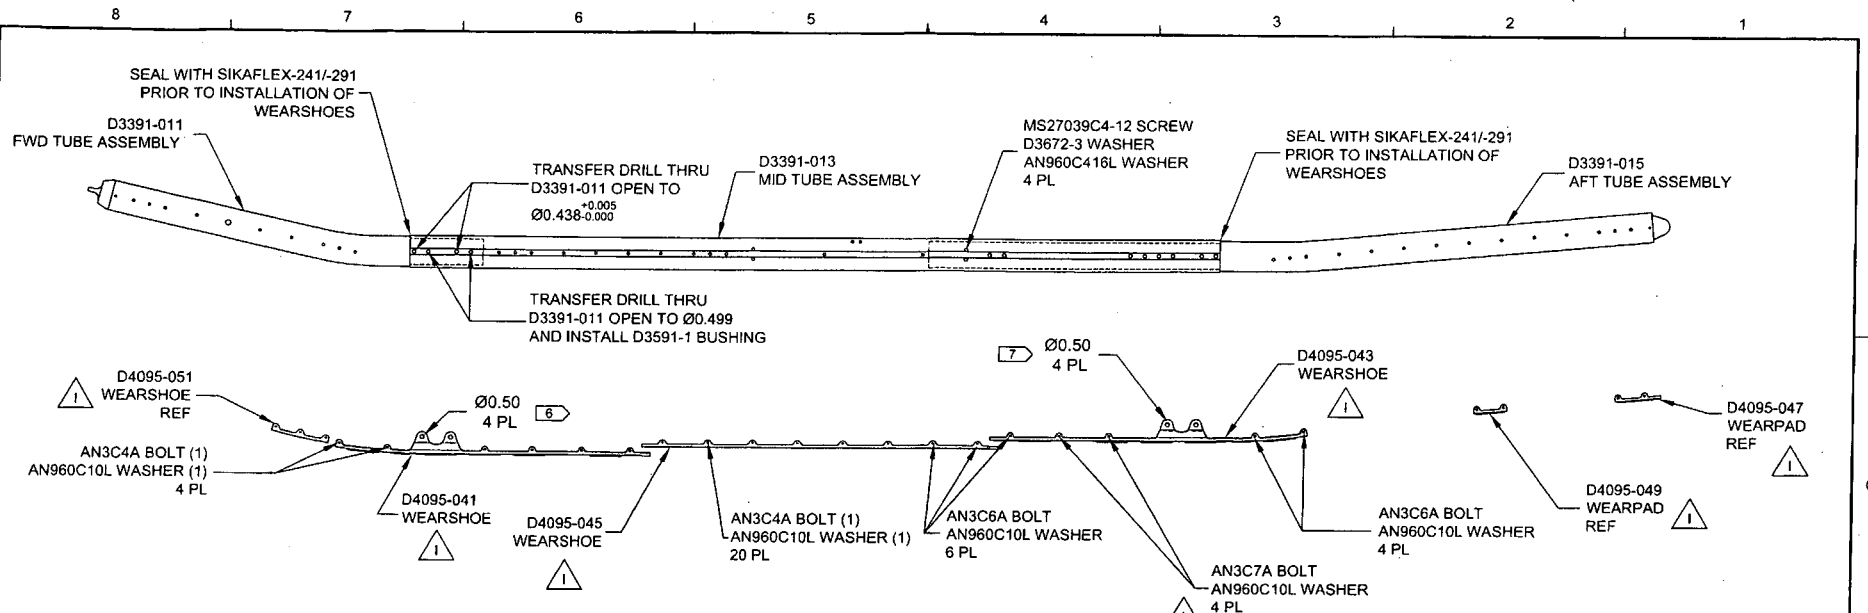 8 7 6 5 4 3 2 1
SEAL WITH SIKAFLEX-241/-291
PRIOR TO INSTALLATION OF
WEARSHOES
D3391-011
FWD TUBE ASSEMBLY
TRANSFER DRILL THRU
D3391-011 OPEN TO
Ø0.438 +0.005 -0.000
D3391-013
MID TUBE ASSEMBLY
MS27039C4-12 SCREW
D3672-3 WASHER
AN960C416L WASHER
4 PL
SEAL WITH SIKAFLEX-241/-291
PRIOR TO INSTALLATION OF
WEARSHOES
D3391-015
AFT TUBE ASSEMBLY
TRANSFER DRILL THRU
D3391-011 OPEN TO Ø0.499
AND INSTALL D3591-1 BUSHING
D4095-051
WEARSHOE
REF
1
Ø0.50
4 PL
6
7
Ø0.50
4 PL
D4095-043
WEARSHOE
1
D4095-047
WEARPAD
REF
1
AN3C4A BOLT (1)
AN960C10L WASHER (1)
4 PL
D4095-041
WEARSHOE
1
D4095-045
WEARSHOE
1
AN3C4A BOLT (1)
AN960C10L WASHER (1)
20 PL
AN3C6A BOLT
AN960C10L WASHER
6 PL
AN3C7A BOLT
AN960C10L WASHER
4 PL
1
AN3C6A BOLT
AN960C10L WASHER
4 PL
D4095-049
WEARPAD
REF
1